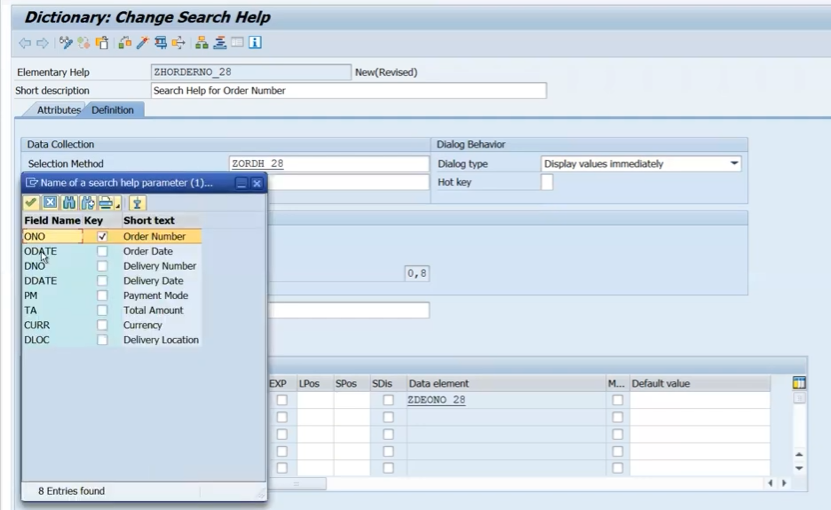 Dictionary: Change Search Help
Elementary Help ZHORDERNO_28 New(Revised)
Short description Search Help for Order Number
Attributes Definition
Data Collection Dialog Behavior
Selection Method ZORDH_28 Dialog type Display values immediately
Name of a search help parameter (1)... Hot key
Field Name Key Short text
ONO Order Number
ODATE Order Date
DNO Delivery Number
DDATE Delivery Date
0,8
PM Payment Mode
TA Total Amount
CURR Currency
DLOC Delivery Location
EXP LPos SPos SDis Data element M... Default value
ZDEONO_28
8 Entries found